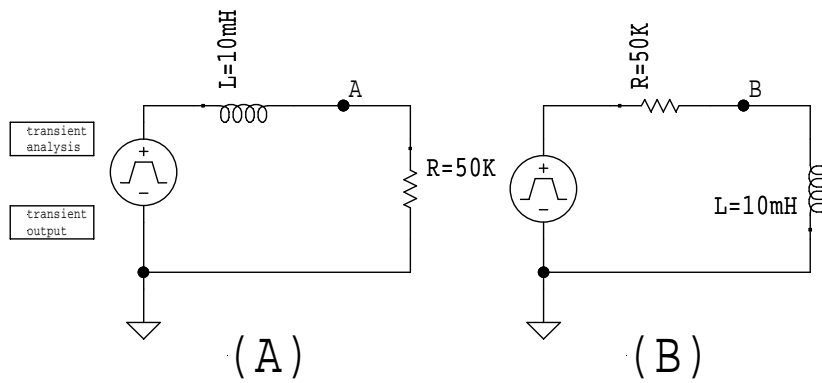 L=10mH
A
transient
analysis
+
R=50K
−
transient
output
(A)
R=50K
B
+
L=10mH
−
(B)